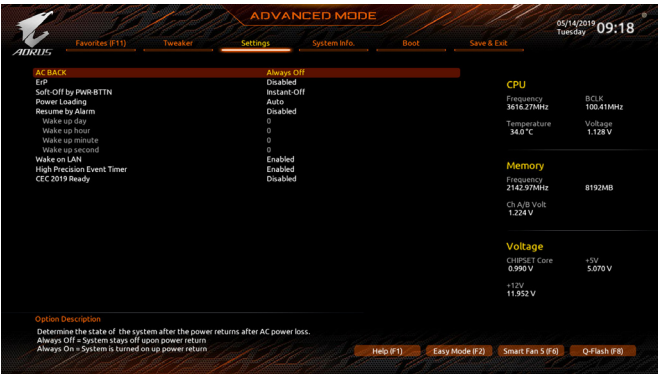 ADVANCED MODE
05/14/2019 Tuesday 09:18
AORUS
Favorites (F11) Tweaker Settings System Info. Boot Save & Exit
AC BACK Always Off
ErP Disabled
Soft-Off by PWR-BTTN Instant-Off
Power Loading Auto
Resume by Alarm Disabled
Wake up day 0
Wake up hour 0
Wake up minute 0
Wake up second 0
Wake on LAN Enabled
High Precision Event Timer Enabled
CEC 2019 Ready Disabled
CPU
Frequency BCLK
3616.27MHz 100.41MHz
Temperature Voltage
34.0 °C 1.128 V
Memory
Frequency
2142.97MHz 8192MB
Ch A/B Volt
1.224 V
Voltage
CHIPSET Core +5V
0.990 V 5.070 V
+12V
11.952 V
Option Description
Determine the state of the system after the power returns after AC power loss.
Always Off = System stays off upon power return
Always On = System is turned on up power return
Help (F1) Easy Mode (F2) Smart Fan 5 (F6) Q-Flash (F8)